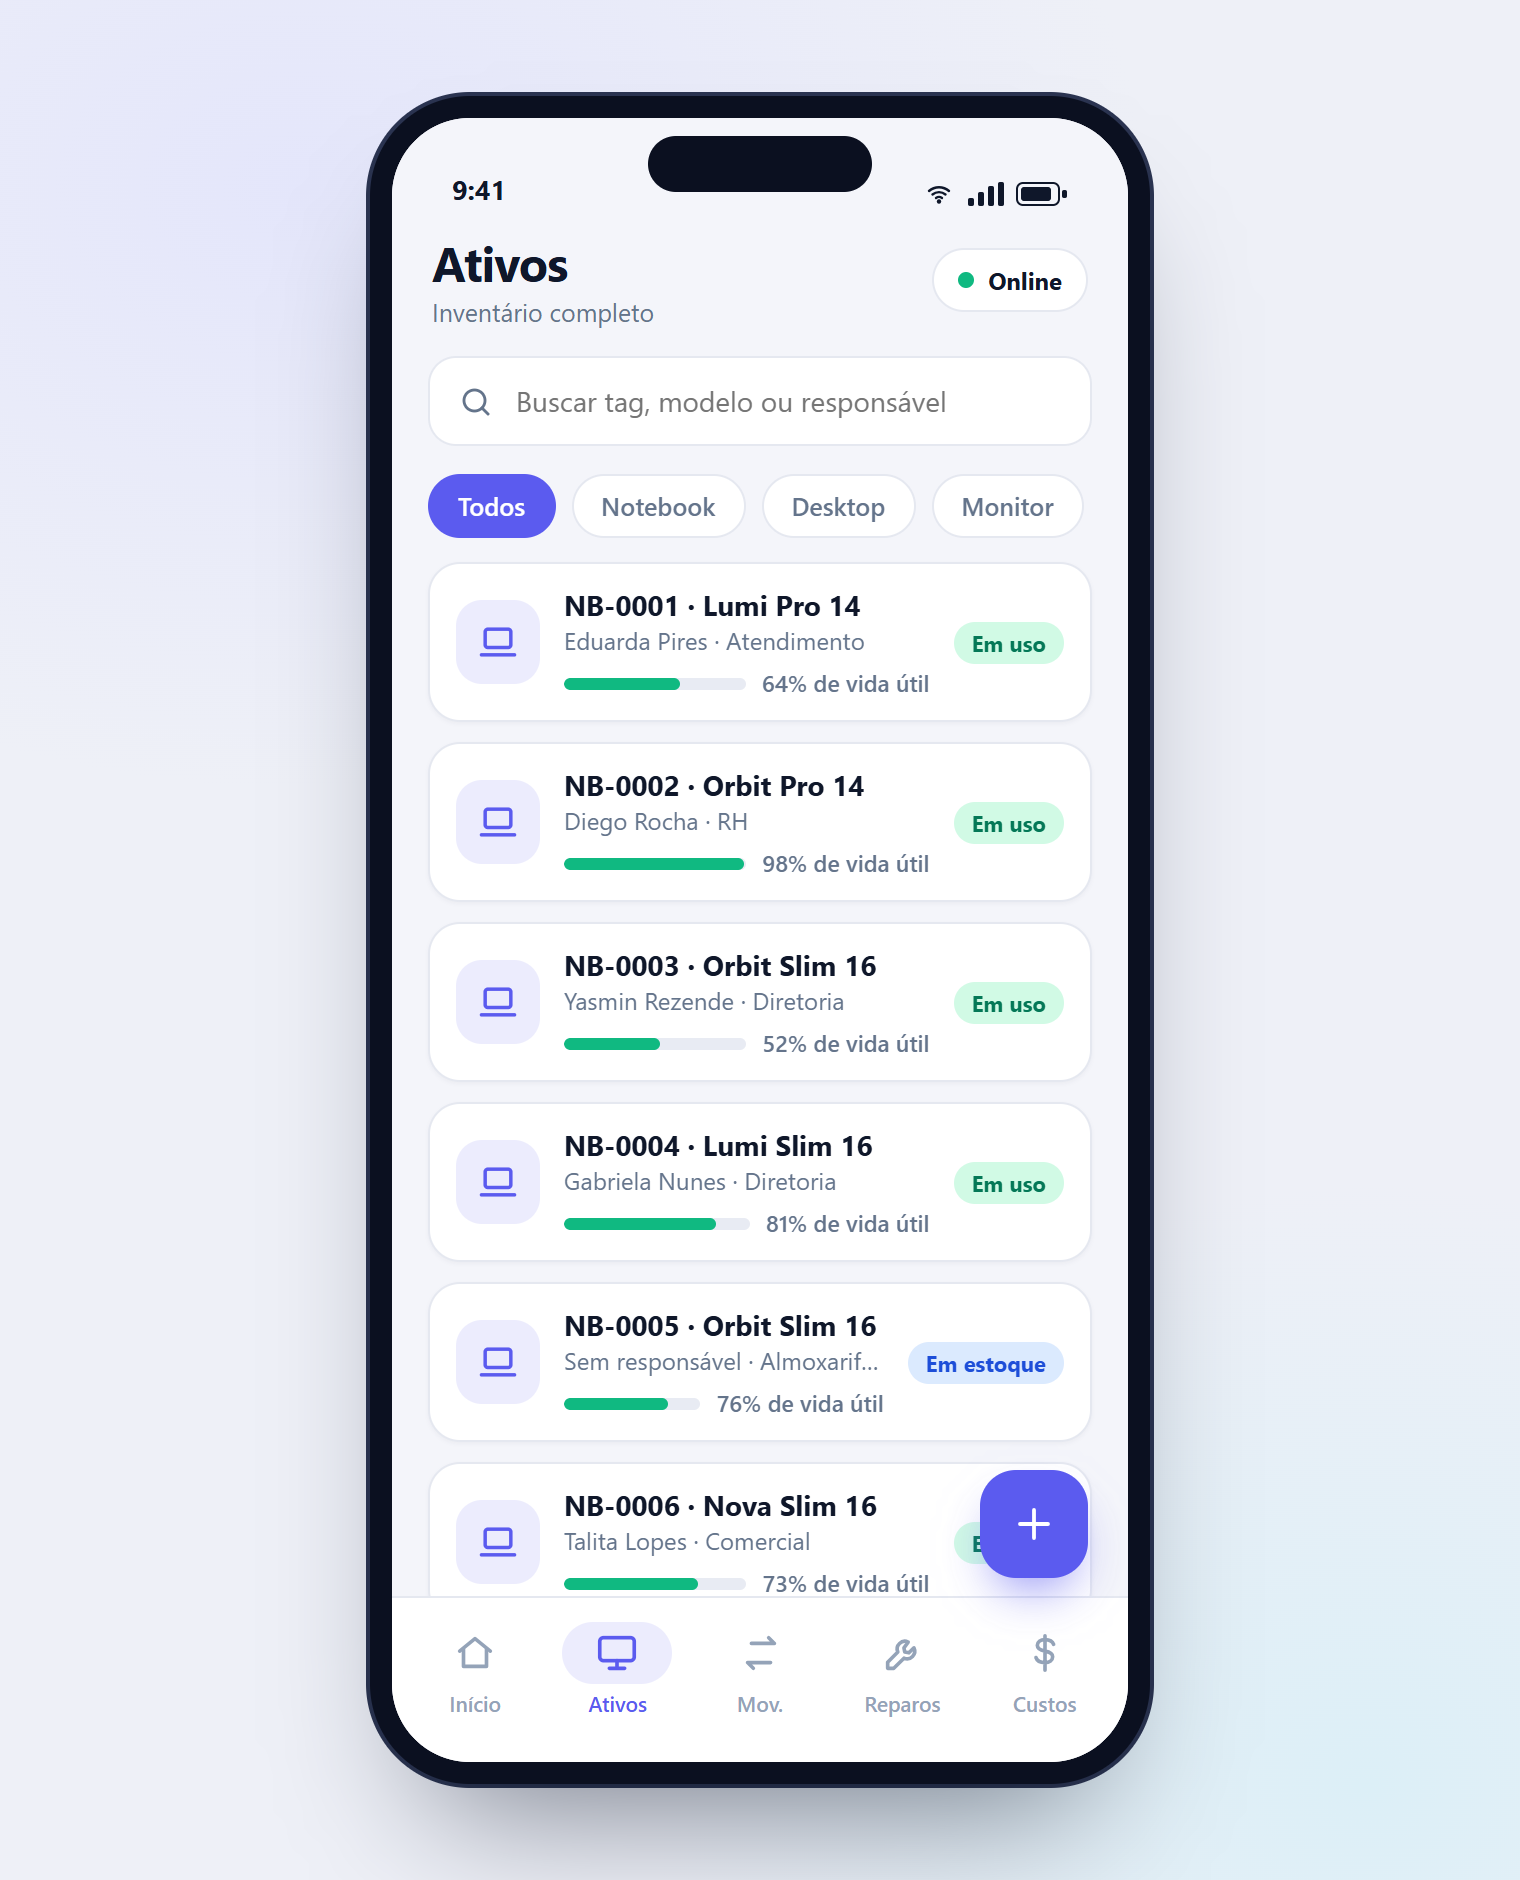 9:41
Ativos
Online
Inventário completo
Buscar tag, modelo ou responsável
Todos
Notebook
Desktop
Monitor
NB-0001 · Lumi Pro 14
Eduarda Pires · Atendimento
Em uso
64% de vida útil
NB-0002 · Orbit Pro 14
Diego Rocha · RH
Em uso
98% de vida útil
NB-0003 · Orbit Slim 16
Yasmin Rezende · Diretoria
Em uso
52% de vida útil
NB-0004 · Lumi Slim 16
Gabriela Nunes · Diretoria
Em uso
81% de vida útil
NB-0005 · Orbit Slim 16
Sem responsável · Almoxarif...
Em estoque
76% de vida útil
NB-0006 · Nova Slim 16
Talita Lopes · Comercial
73% de vida útil
Início
Ativos
Mov.
Reparos
Custos